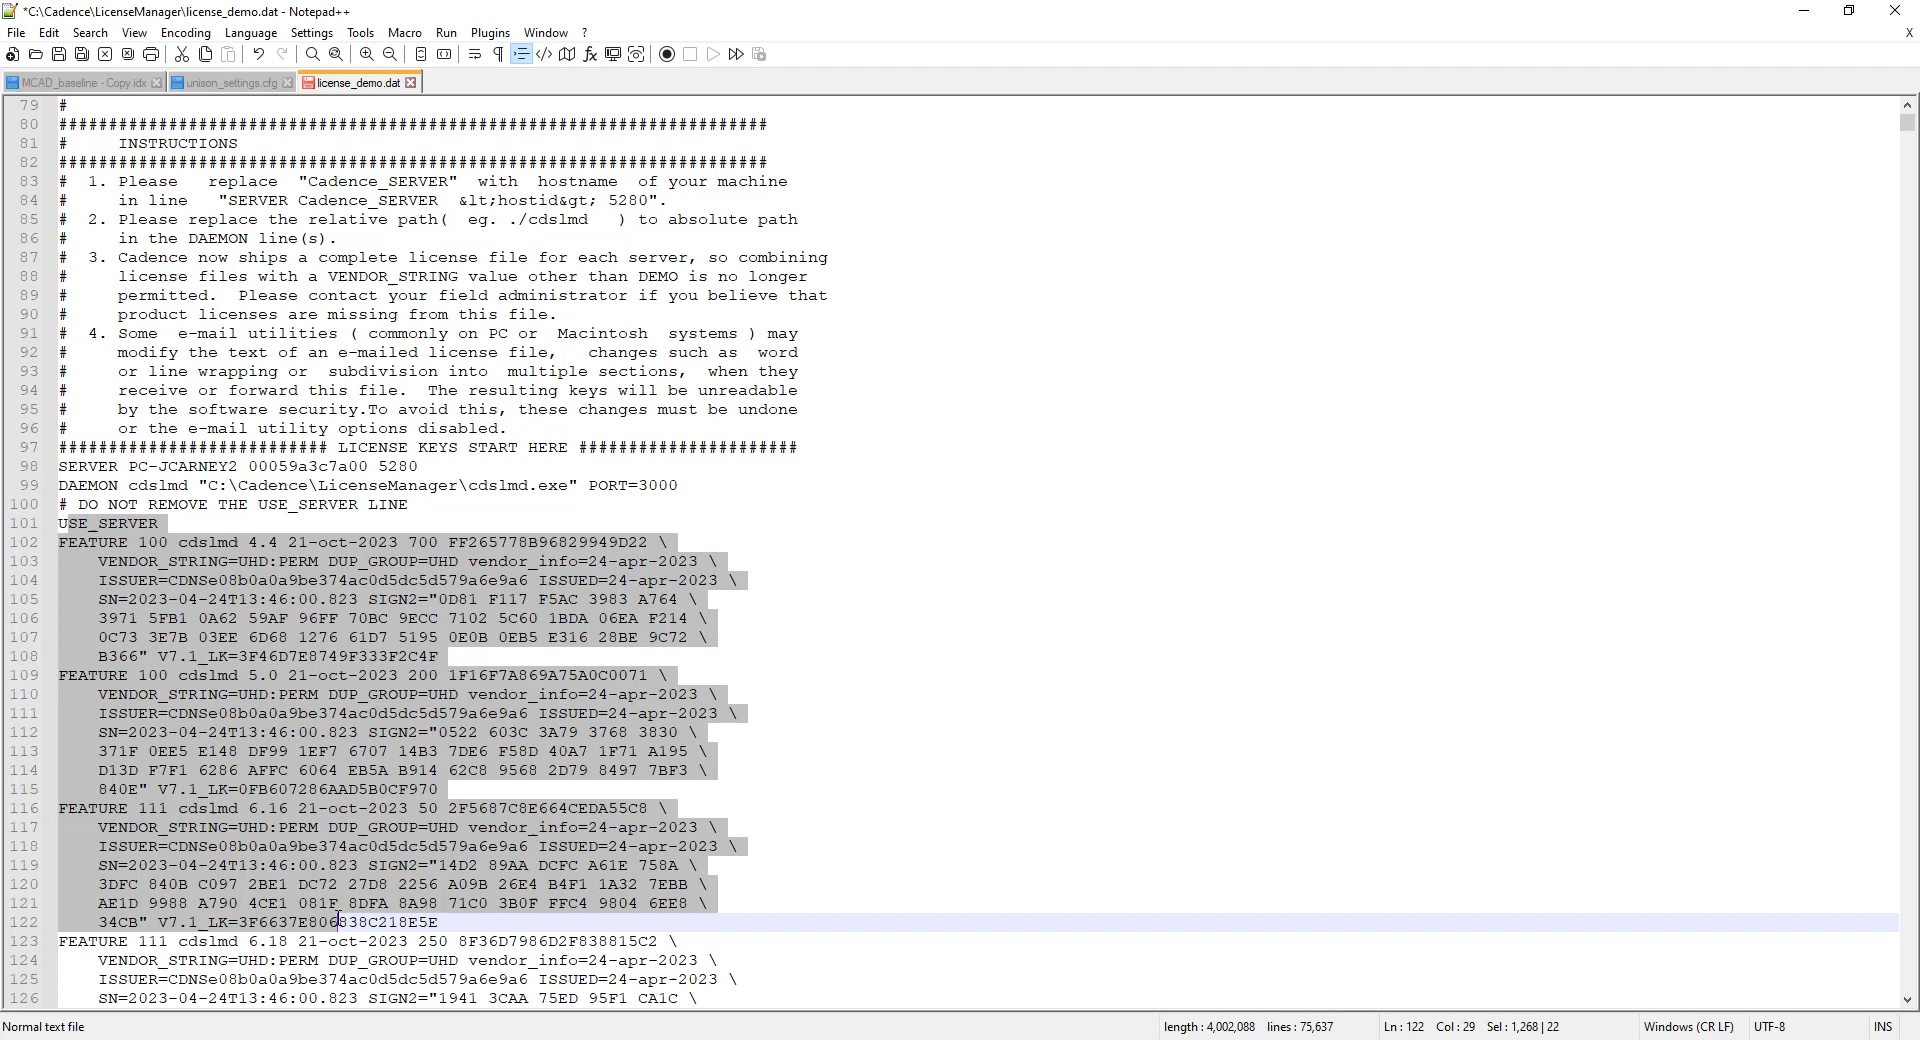 *C:\Cadence\LicenseManager\license_demo.dat - Notepad++
File Edit Search View Encoding Language Settings Tools Macro Run Plugins Window ? X
MCAD_baseline - Copy.idx unison_settings.cfg license_demo.dat
79 #
80 #######################################################################
81 # INSTRUCTIONS
82 #######################################################################
83 # 1. Please replace "Cadence_SERVER" with hostname of your machine
84 # in line "SERVER Cadence_SERVER &lt;hostid&gt; 5280".
85 # 2. Please replace the relative path( eg. ./cdslmd ) to absolute path
86 # in the DAEMON line(s).
87 # 3. Cadence now ships a complete license file for each server, so combining
88 # license files with a VENDOR_STRING value other than DEMO is no longer
89 # permitted. Please contact your field administrator if you believe that
90 # product licenses are missing from this file.
91 # 4. Some e-mail utilities ( commonly on PC or Macintosh systems ) may
92 # modify the text of an e-mailed license file, changes such as word
93 # or line wrapping or subdivision into multiple sections, when they
94 # receive or forward this file. The resulting keys will be unreadable
95 # by the software security.To avoid this, these changes must be undone
96 # or the e-mail utility options disabled.
97 ########################### LICENSE KEYS START HERE ######################
98 SERVER PC-JCARNEY2 00059a3c7a00 5280
99 DAEMON cdslmd "C:\Cadence\LicenseManager\cdslmd.exe" PORT=3000
100 # DO NOT REMOVE THE USE_SERVER LINE
101 USE_SERVER
102 FEATURE 100 cdslmd 4.4 21-oct-2023 700 FF265778B96829949D22 \
103 VENDOR_STRING=UHD:PERM DUP_GROUP=UHD vendor_info=24-apr-2023 \
104 ISSUER=CDNSe08b0a0a9be374ac0d5dc5d579a6e9a6 ISSUED=24-apr-2023 \
105 SN=2023-04-24T13:46:00.823 SIGN2="0D81 F117 F5AC 3983 A764 \
106 3971 5FB1 0A62 59AF 96FF 70BC 9ECC 7102 5C60 1BDA 06EA F214 \
107 0C73 3E7B 03EE 6D68 1276 61D7 5195 0E0B 0EB5 E316 28BE 9C72 \
108 B366" V7.1_LK=3F46D7E8749F333F2C4F
109 FEATURE 100 cdslmd 5.0 21-oct-2023 200 1F16F7A869A75A0C0071 \
110 VENDOR_STRING=UHD:PERM DUP_GROUP=UHD vendor_info=24-apr-2023 \
111 ISSUER=CDNSe08b0a0a9be374ac0d5dc5d579a6e9a6 ISSUED=24-apr-2023 \
112 SN=2023-04-24T13:46:00.823 SIGN2="0522 603C 3A79 3768 3830 \
113 371F 0EE5 E148 DF99 1EF7 6707 14B3 7DE6 F58D 40A7 1F71 A195 \
114 D13D F7F1 6286 AFFC 6064 EB5A B914 62C8 9568 2D79 8497 7BF3 \
115 840E" V7.1_LK=0FB607286AAD5B0CF970
116 FEATURE 111 cdslmd 6.16 21-oct-2023 50 2F5687C8E664CEDA55C8 \
117 VENDOR_STRING=UHD:PERM DUP_GROUP=UHD vendor_info=24-apr-2023 \
118 ISSUER=CDNSe08b0a0a9be374ac0d5dc5d579a6e9a6 ISSUED=24-apr-2023 \
119 SN=2023-04-24T13:46:00.823 SIGN2="14D2 89AA DCFC A61E 758A \
120 3DFC 840B C097 2BE1 DC72 27D8 2256 A09B 26E4 B4F1 1A32 7EBB \
121 AE1D 9988 A790 4CE1 081F 8DFA 8A98 71C0 3B0F FFC4 9804 6EE8 \
122 34CB" V7.1_LK=3F6637E806838C218E5E
123 FEATURE 111 cdslmd 6.18 21-oct-2023 250 8F36D7986D2F838815C2 \
124 VENDOR_STRING=UHD:PERM DUP_GROUP=UHD vendor_info=24-apr-2023 \
125 ISSUER=CDNSe08b0a0a9be374ac0d5dc5d579a6e9a6 ISSUED=24-apr-2023 \
126 SN=2023-04-24T13:46:00.823 SIGN2="1941 3CAA 75ED 95F1 CA1C \
Normal text file length : 4,002,088 lines : 75,637 Ln : 122 Col : 29 Sel : 1,268 | 22 Windows (CR LF) UTF-8 INS